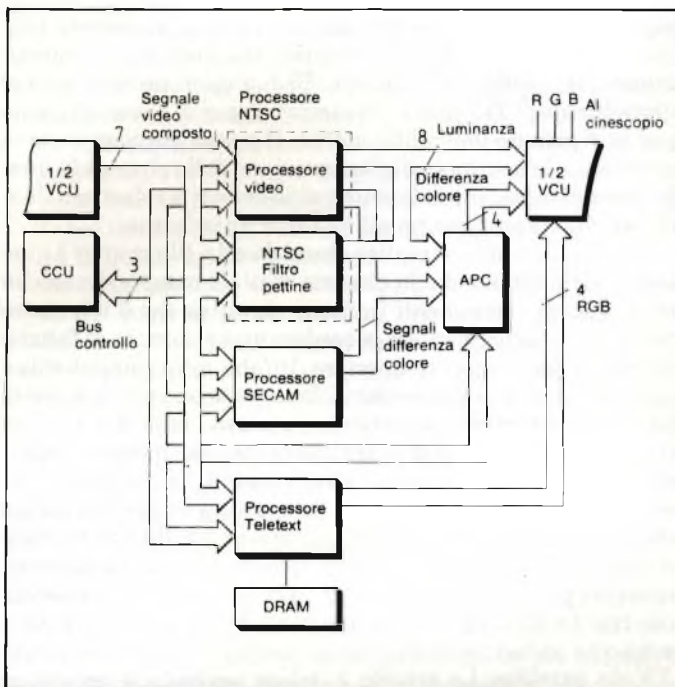 Segnale
video
composto
7
Processore
NTSC
8
Luminanza
R G B
Al
cinescopio
1/2
VCU
Processore
video
Differenza
colore
4
1/2
VCU
CCU
3
Bus
controllo
NTSC
Filtro
pettine
APC
4
RGB
Segnali
differenza
colore
Processore
SECAM
Processore
Teletext
DRAM